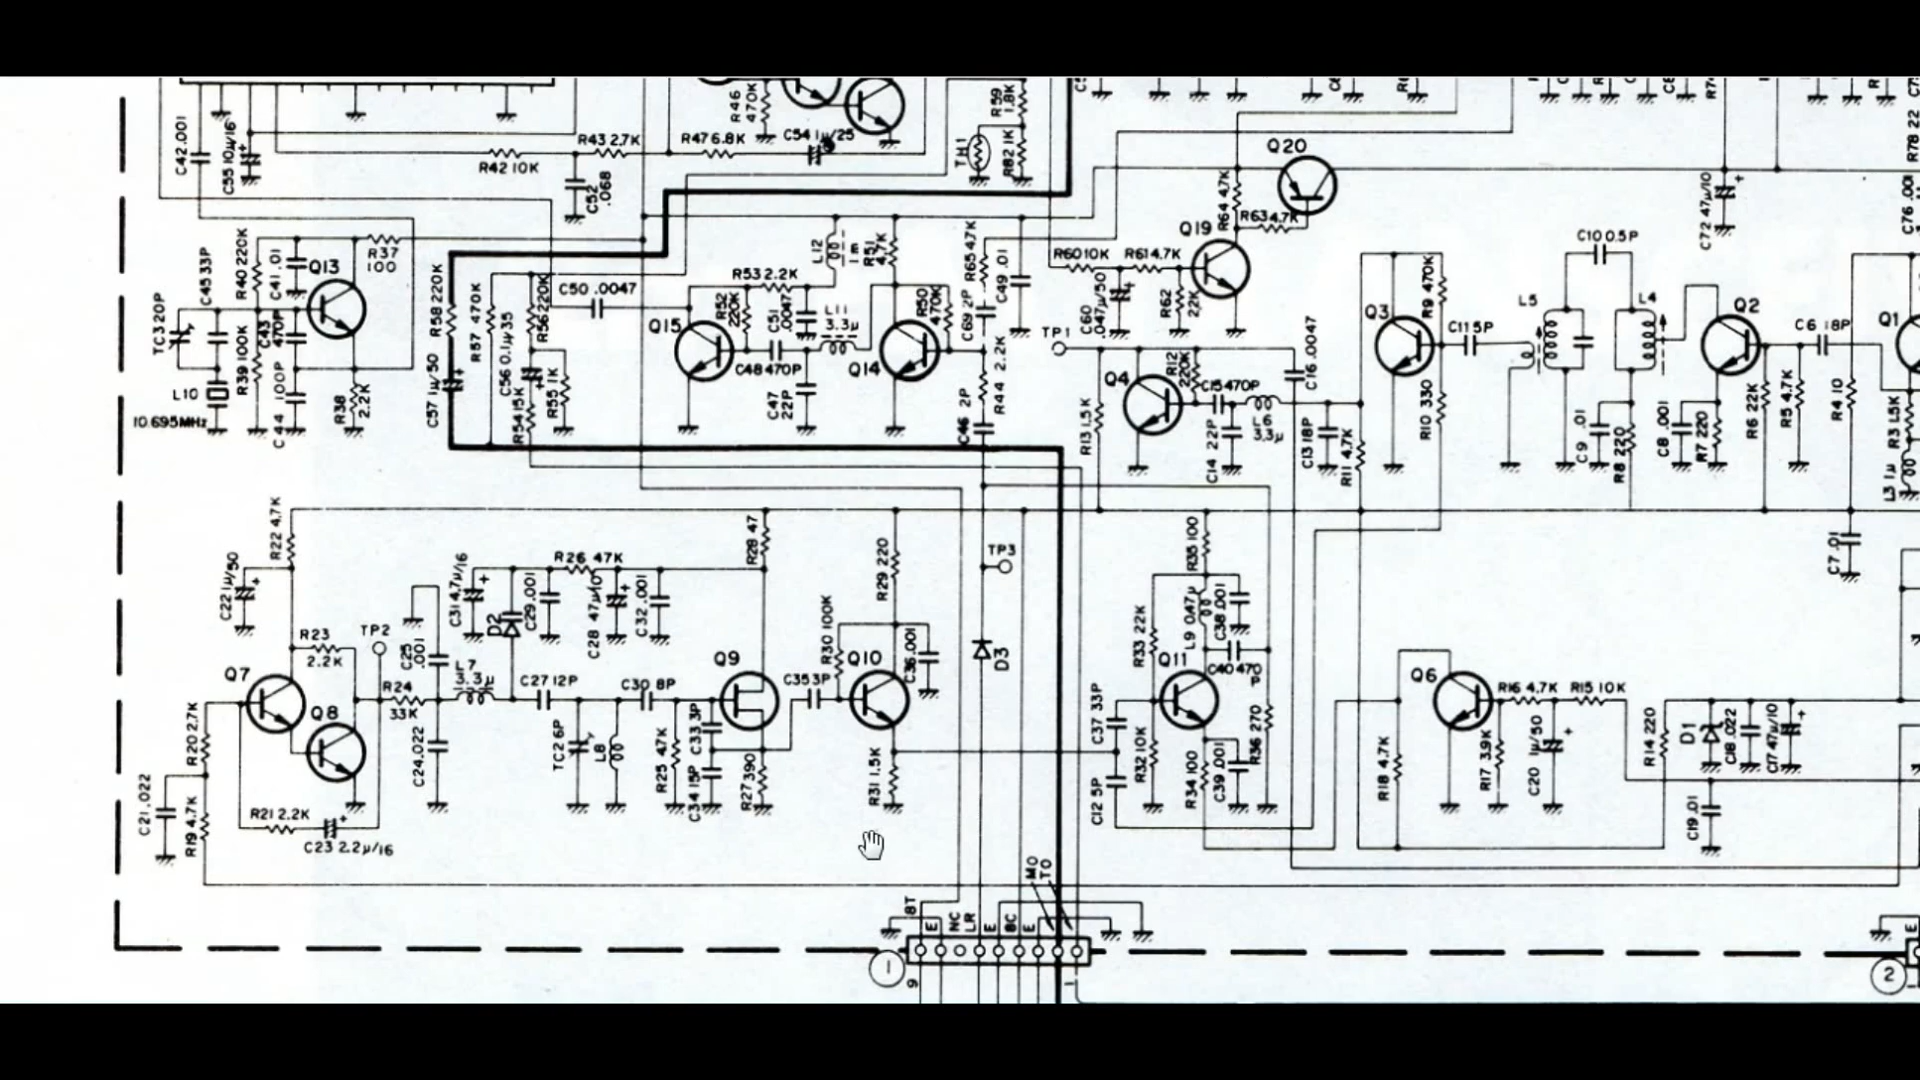 C42 .001
C55 10μ/16
R42 10K
R43 2.7K
C52 .068
R47 6.8K
R46 470K
C54 1μ/25
TH1
R59 1.8K
R82 1K
Q20
R64 4.7K
R63 4.7K
Q19
C72 47μ/10
R78 22
C76 .001
TC3 20P
C45 33P
R40 220K
C41 .01
Q13
R37 100
C43 470P
R39 100K
C44 100P
R38 2.2K
L10
10.695MHz
R58 220K
R57 470K
C57 1μ/50
C56 0.1μ/35
R56 220K
R54 15K
R55 1K
C50 .0047
Q15
R52 220K
R53 2.2K
C51 .0047
L12 1m
L11 3.3μ
C48 470P
C47 22P
R51 4.7K
R50 470K
Q14
R65 47K
C69 2P
R44 2.2K
C46 2P
C49 .01
R60 10K
R61 4.7K
C60 .047μ/50
R62 2.2K
TP1
Q4
R12 220K
C15 470P
C16 .0047
R13 1.5K
C14 22P
L6 3.3μ
C13 18P
R11 4.7K
Q3
R9 470K
R10 330
C11 5P
C10 0.5P
L5
L4
C9 .01
R8 220
Q2
C8 .001
R7 220
R6 22K
R5 4.7K
C6 18P
R4 10
Q1
R3 1.5K
L3 1μ
C7 .01
R22 4.7K
C22 1μ/50
R23 2.2K
TP2
Q7
Q8
R20 2.7K
C21 .022
R19 4.7K
R21 2.2K
C23 2.2μ/16
R24 33K
C25 .001
C24 .022
L7 3.3μ
C31 4.7μ/16
D2
C29 .001
R26 47K
C28 47μ/10
C32 .001
C27 12P
TC2 6P
L8
C30 8P
R25 47K
C33 3P
C34 15P
Q9
R28 47
R27 390
C35 3P
R30 100K
Q10
R29 220
C36 .001
R31 1.5K
TP3
D3
R35 100
R33 22K
L9 0.47μ
C38 .001
C40 470P
Q11
C37 33P
R32 10K
C12 5P
R34 100
C39 .001
R36 270
Q6
R16 4.7K
R15 10K
R18 4.7K
R17 3.9K
C20 1μ/50
R14 220
D1
C18 .022
C17 47μ/10
C19 .01
8T
E
NC
LR
E
8C
E
MO
TO
1
9
1
2
E